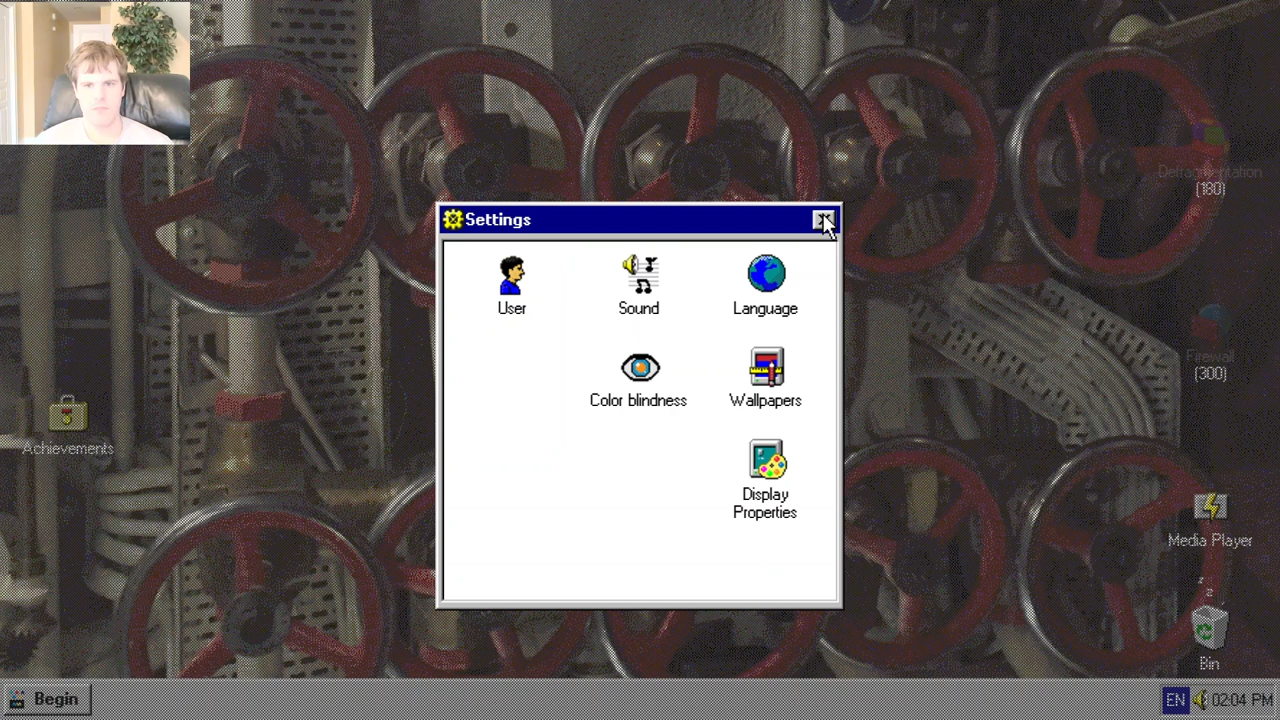 Settings
User
Sound
Language
Color blindness
Wallpapers
Display
Properties
Defragmentation
(180)
Firewall
(300)
Achievements
Media Player
Bin
Begin
EN
02:04 PM